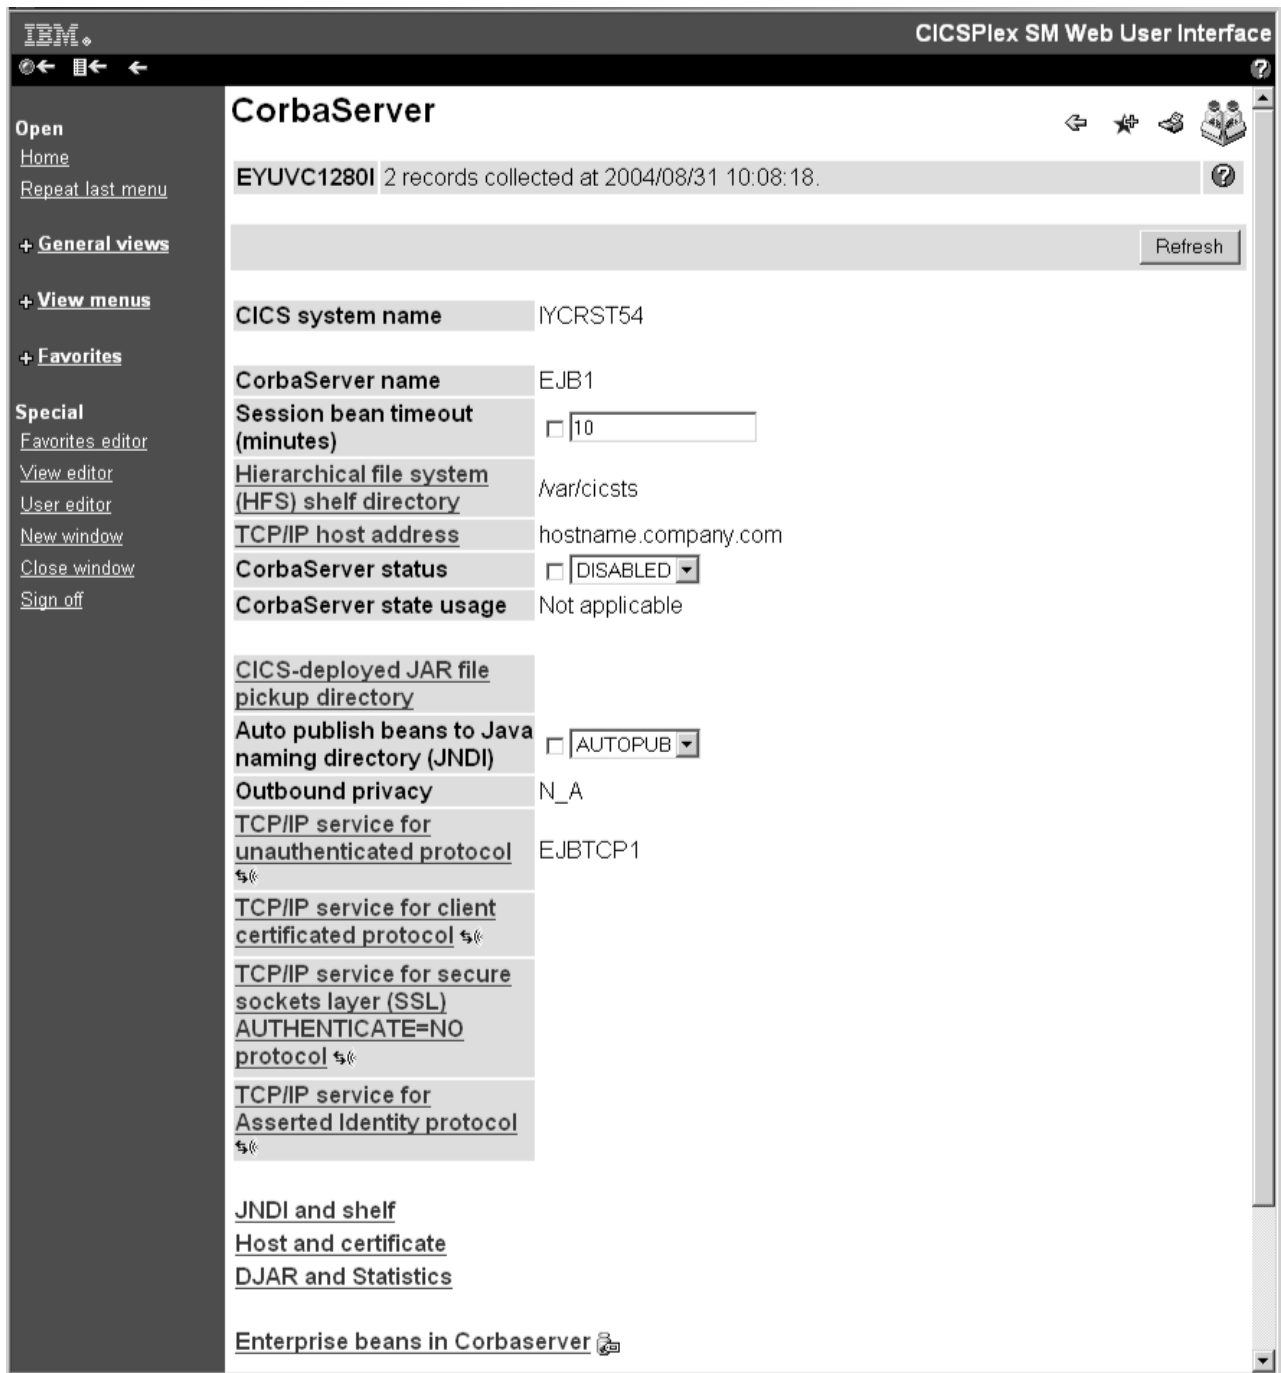 IBM
CICSPlex SM Web User Interface
Open
Home
Repeat last menu
+ General views
+ View menus
+ Favorites
Special
Favorites editor
View editor
User editor
New window
Close window
Sign off
CorbaServer
EYUVC1280I 2 records collected at 2004/08/31 10:08:18.
Refresh
CICS system name IYCRST54
CorbaServer name EJB1
Session bean timeout
(minutes) 10
Hierarchical file system
(HFS) shelf directory /var/cicsts
TCP/IP host address hostname.company.com
CorbaServer status DISABLED
CorbaServer state usage Not applicable
CICS-deployed JAR file
pickup directory
Auto publish beans to Java
naming directory (JNDI) AUTOPUB
Outbound privacy N_A
TCP/IP service for
unauthenticated protocol EJBTCP1
TCP/IP service for client
certificated protocol
TCP/IP service for secure
sockets layer (SSL)
AUTHENTICATE=NO
protocol
TCP/IP service for
Asserted Identity protocol
JNDI and shelf
Host and certificate
DJAR and Statistics
Enterprise beans in Corbaserver